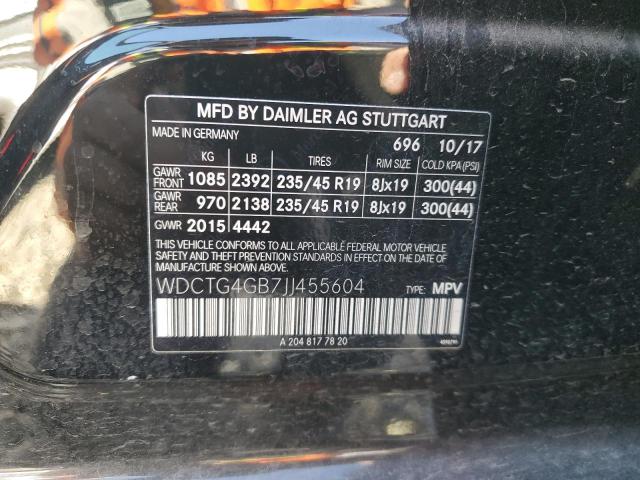 MFD BY DAIMLER AG STUTTGART
MADE IN GERMANY 696 10/17
KG LB TIRES RIM SIZE COLD KPA(PSI)
GAWR FRONT 1085 2392 235/45 R19 8Jx19 300(44)
GAWR REAR 970 2138 235/45 R19 8Jx19 300(44)
GVWR 2015 4442
THIS VEHICLE CONFORMS TO ALL APPLICABLE FEDERAL MOTOR VEHICLE
SAFETY AND THEFT PREVENTION STANDARDS IN EFFECT ON THE DATE
OF MANUFACTURE SHOWN ABOVE.
WDCTG4GB7JJ455604 TYPE: MPV
A 204 817 78 20